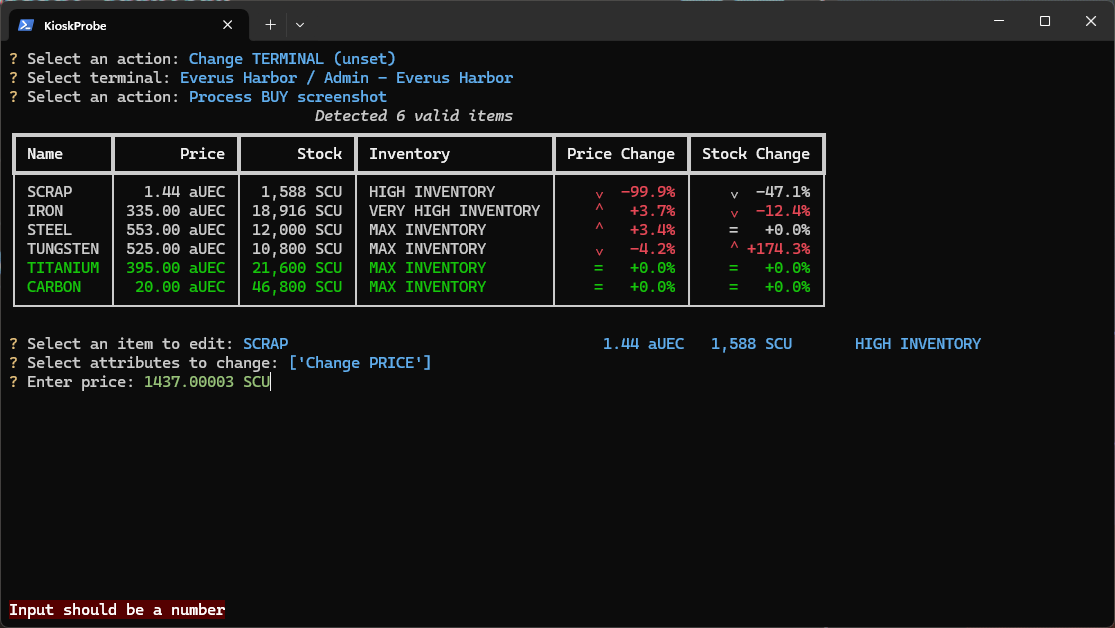 KioskProbe
? Select an action: Change TERMINAL (unset)
? Select terminal: Everus Harbor / Admin - Everus Harbor
? Select an action: Process BUY screenshot
Detected 6 valid items
Name Price Stock Inventory Price Change Stock Change
SCRAP 1.44 aUEC 1,588 SCU HIGH INVENTORY v -99.9% v -47.1%
IRON 335.00 aUEC 18,916 SCU VERY HIGH INVENTORY ^ +3.7% v -12.4%
STEEL 553.00 aUEC 12,000 SCU MAX INVENTORY ^ +3.4% = +0.0%
TUNGSTEN 525.00 aUEC 10,800 SCU MAX INVENTORY v -4.2% ^ +174.3%
TITANIUM 395.00 aUEC 21,600 SCU MAX INVENTORY = +0.0% = +0.0%
CARBON 20.00 aUEC 46,800 SCU MAX INVENTORY = +0.0% = +0.0%
? Select an item to edit: SCRAP 1.44 aUEC 1,588 SCU HIGH INVENTORY
? Select attributes to change: ['Change PRICE']
? Enter price: 1437.00003 SCU
Input should be a number